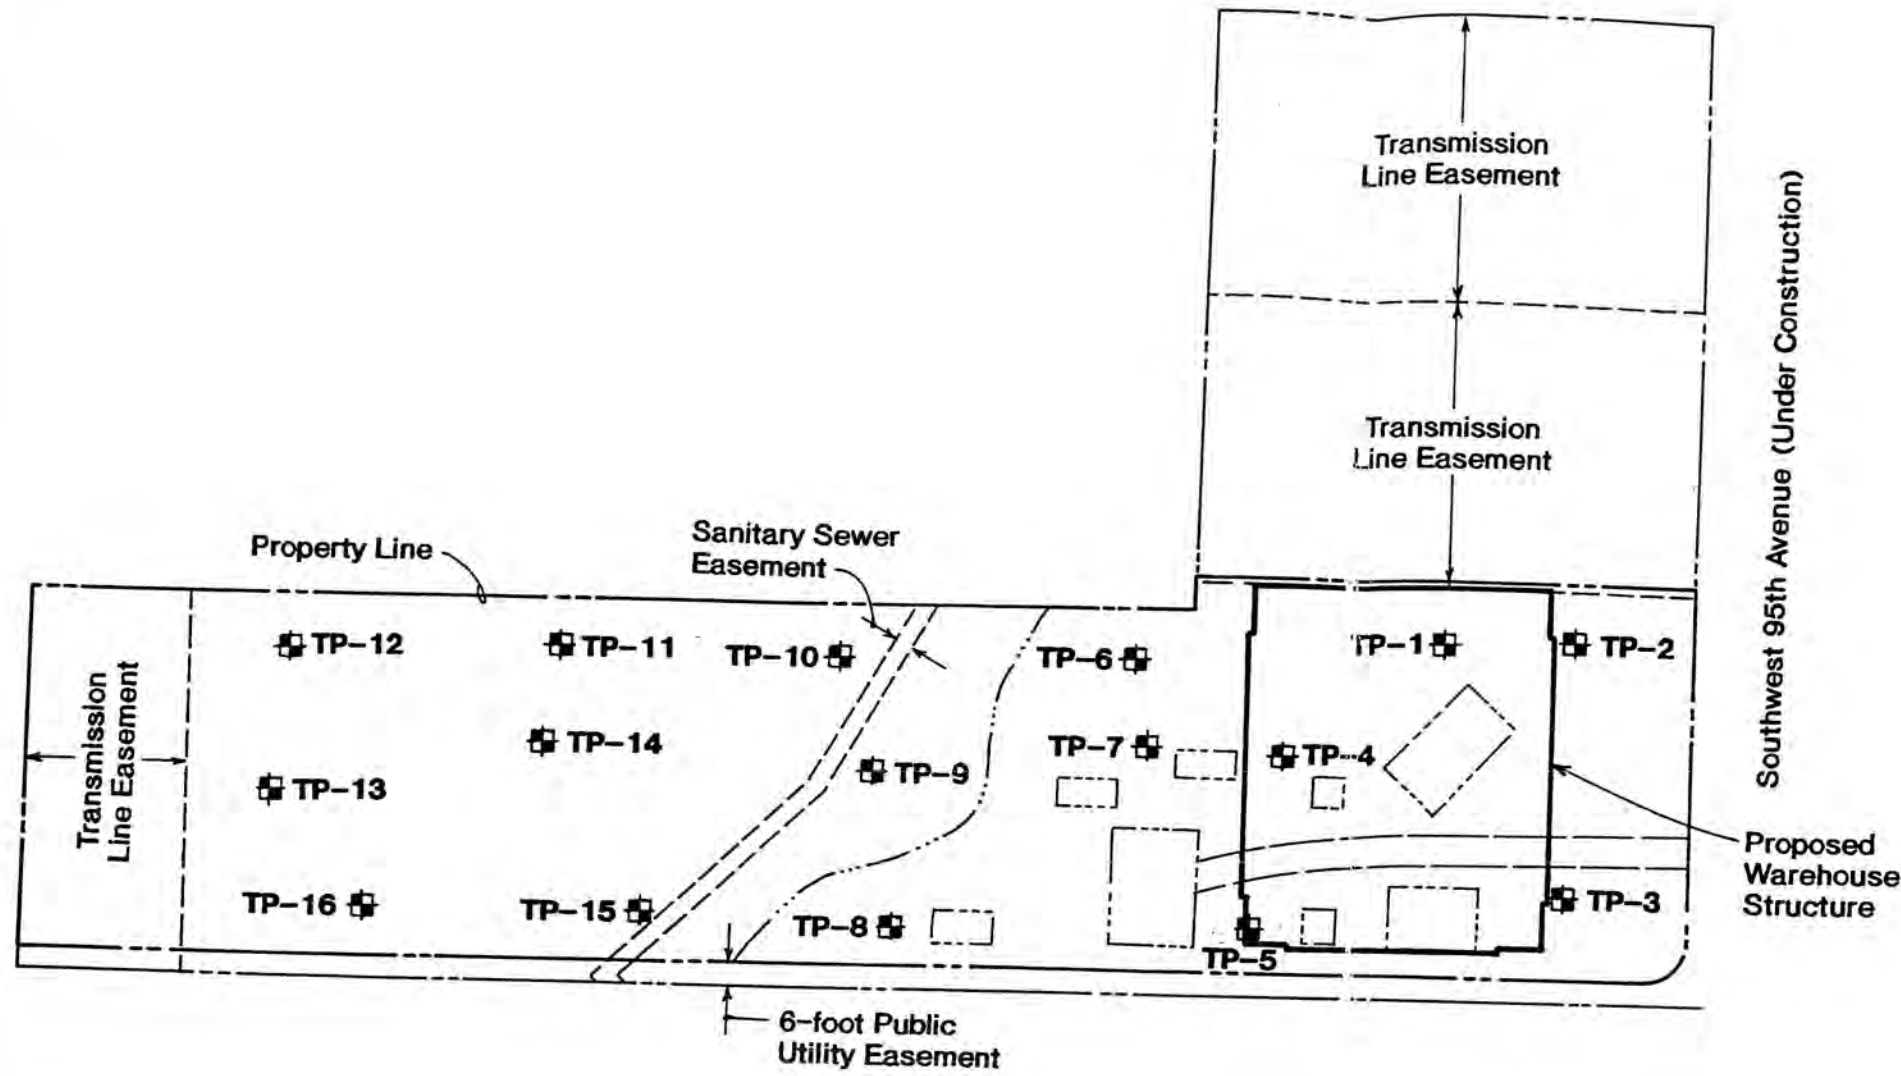 Transmission
Line Easement
Transmission
Line Easement
Southwest 95th Avenue (Under Construction)
Property Line
Sanitary Sewer
Easement
TP-12
TP-11
TP-10
TP-6
TP-1
TP-2
Transmission
Line Easement
TP-14
TP-7
TP-4
TP-13
TP-9
Proposed
Warehouse
Structure
TP-16
TP-15
TP-8
TP-5
TP-3
6-foot Public
Utility Easement